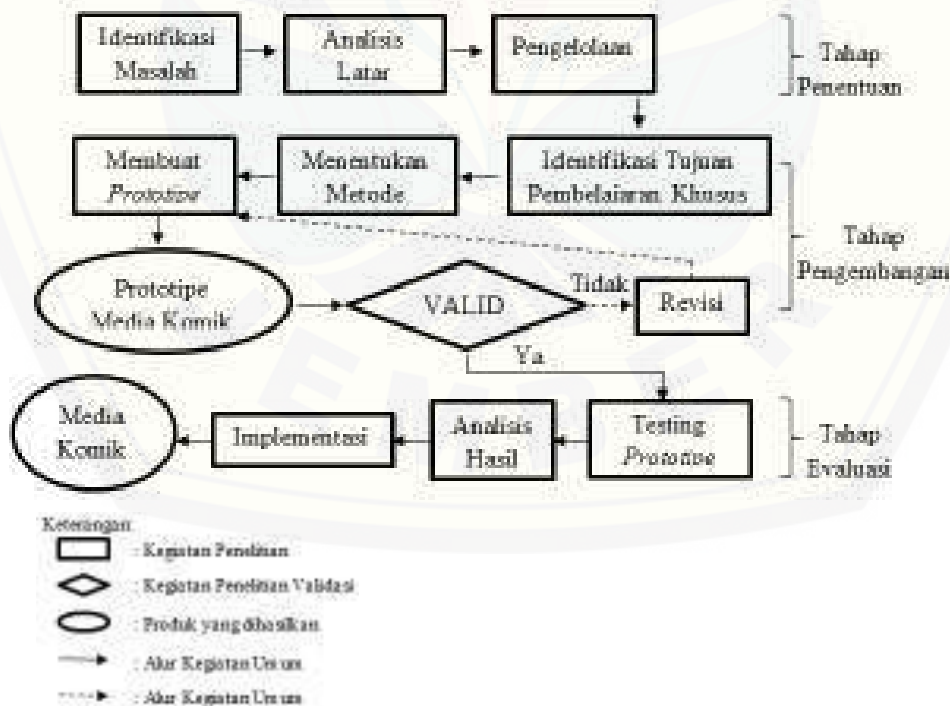 Identifikasi
Masalah
Analisis
Latar
Pengelolaan
Tahap
Penentuan
Membuat
Prototipe
Menentukan
Metode
Identifikasi Tujuan
Pembelajaran Khusus
Tahap
Pengembangan
Prototipe
Media Komik
VALID
Tidak
Revisi
Ya
Media
Komik
Implementasi
Analisis
Hasil
Testing
Prototipe
Tahap
Evaluasi
Keterangan:
: Kegiatan Penelitian
: Kegiatan Penelitian Validasi
: Produk yang dihasilkan
: Alur Kegiatan Umum
: Alur Kegiatan Umum